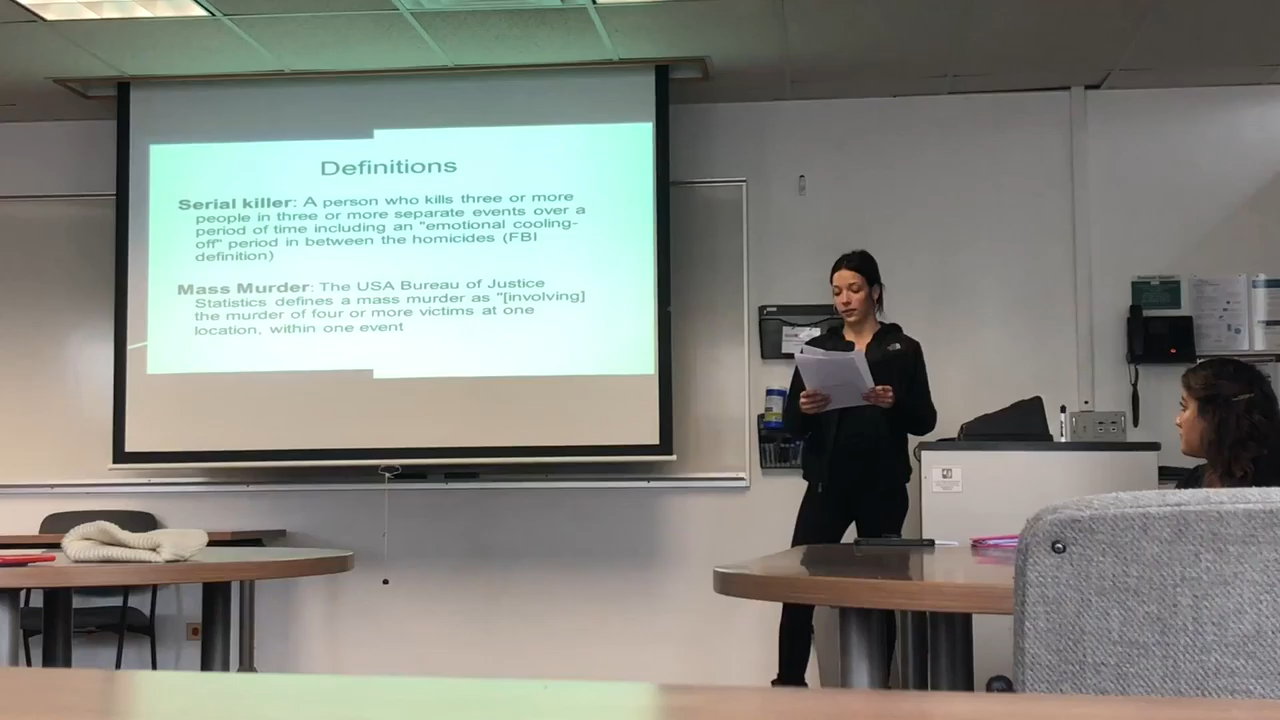 Definitions
Serial killer: A person who kills three or more
people in three or more separate events over a
period of time including an "emotional cooling-
off" period in between the homicides (FBI
definition)
Mass Murder: The USA Bureau of Justice
Statistics defines a mass murder as "[involving]
the murder of four or more victims at one
location, within one event